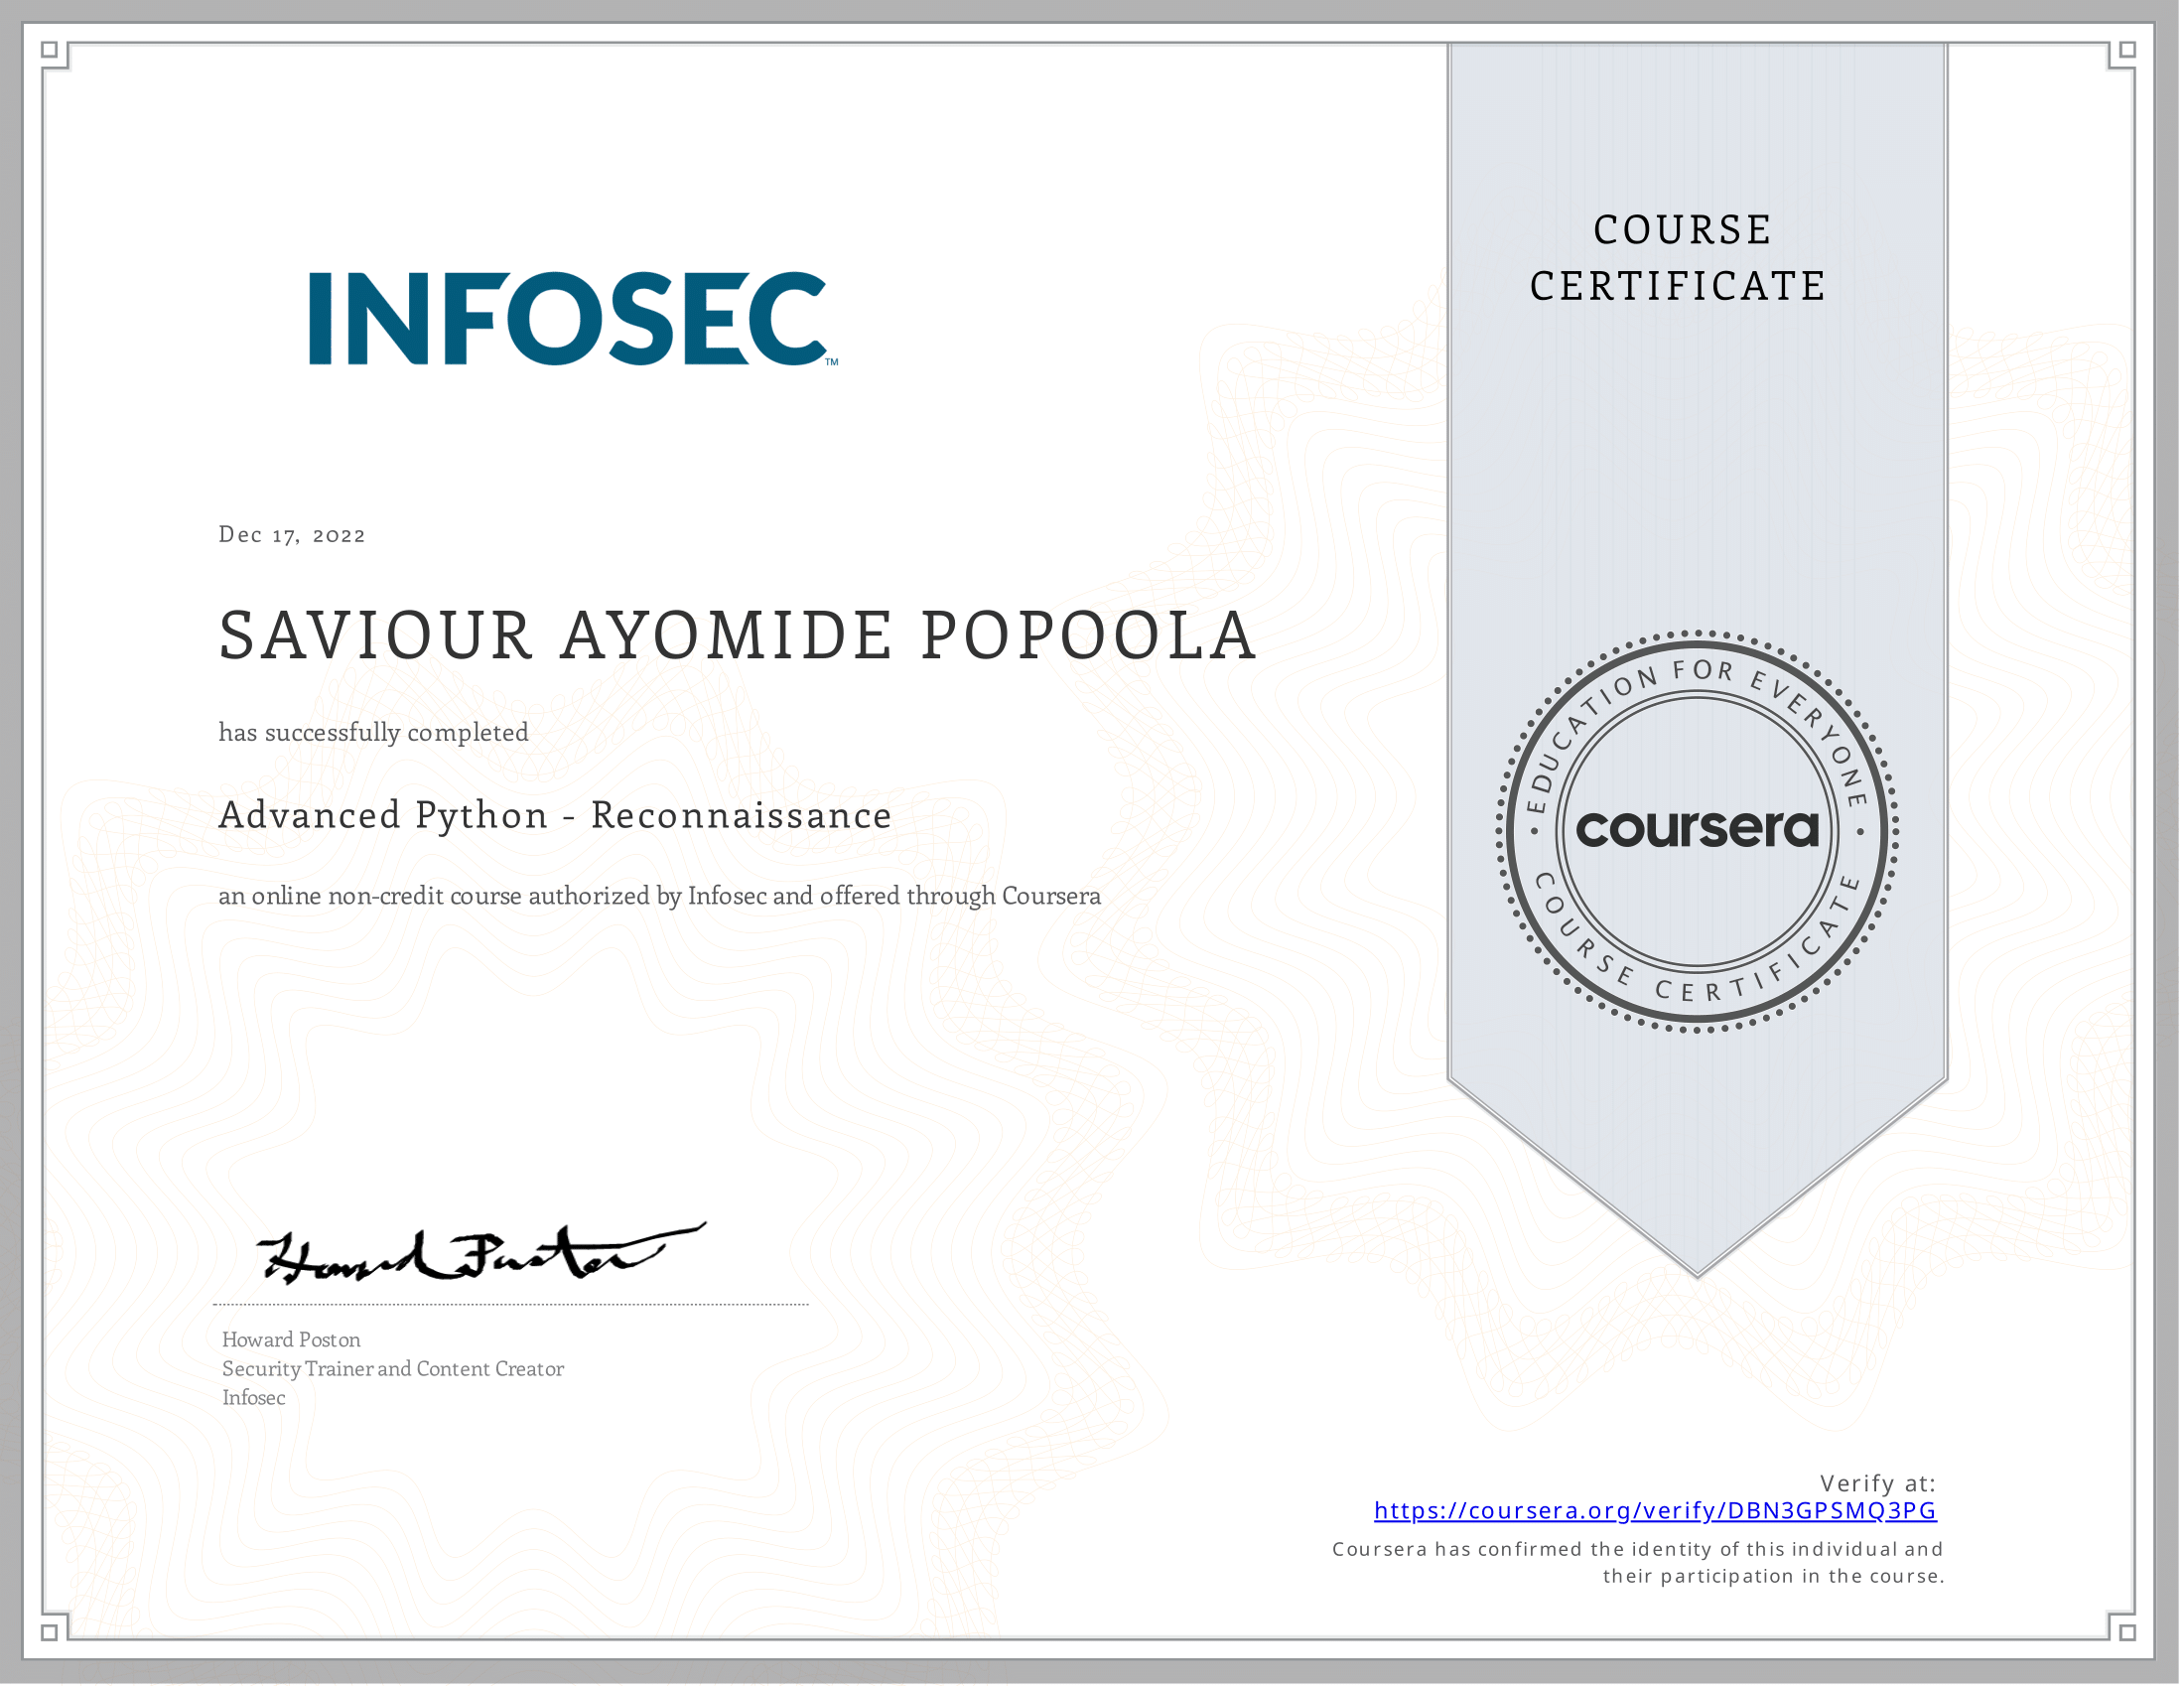 INFOSEC™
COURSE
CERTIFICATE
Dec 17, 2022
SAVIOUR AYOMIDE POPOOLA
has successfully completed
Advanced Python - Reconnaissance
an online non-credit course authorized by Infosec and offered through Coursera
EDUCATION FOR EVERYONE
coursera
COURSE CERTIFICATE
Howard Poston
Howard Poston
Security Trainer and Content Creator
Infosec
Verify at:
https://coursera.org/verify/DBN3GPSMQ3PG
Coursera has confirmed the identity of this individual and
their participation in the course.